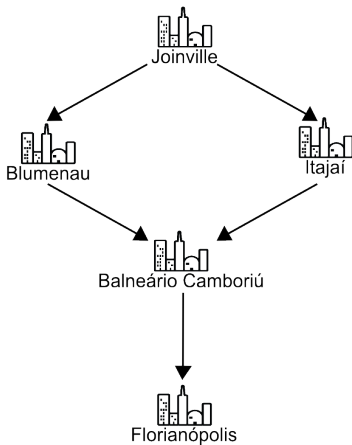 Joinville
Blumenau
Itajaí
Balneário Camboriú
Florianópolis